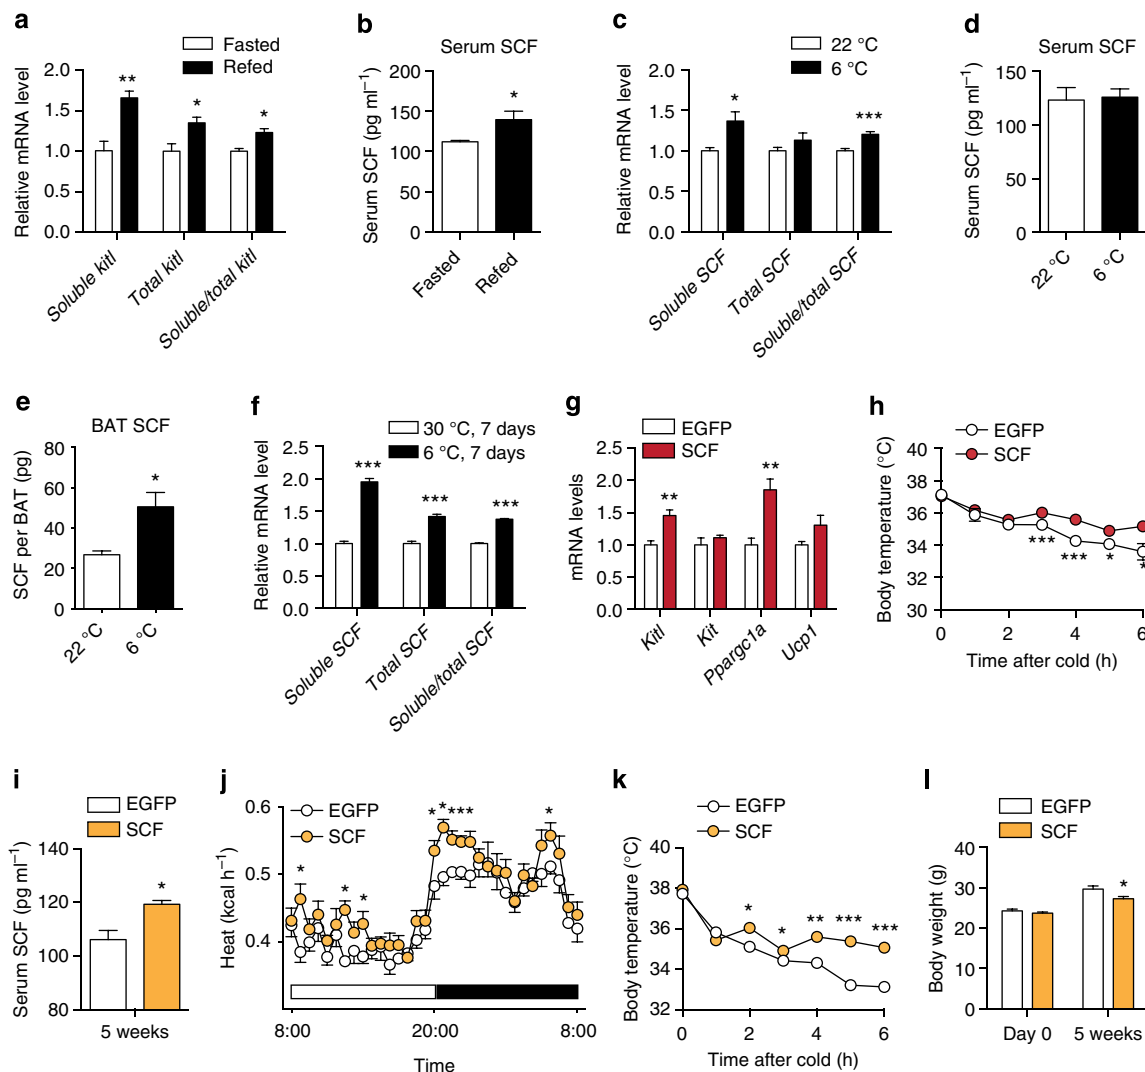 a
Fasted
Refed
Relative mRNA level
2.0
1.5
1.0
0.5
0.0
**
*
*
Soluble kitl
Total kitl
Soluble/total kitl
b
Serum SCF
Serum SCF (pg ml⁻¹)
200
150
100
50
0
*
Fasted
Refed
c
22 °C
6 °C
Relative mRNA level
2.0
1.5
1.0
0.5
0.0
*
***
Soluble SCF
Total SCF
Soluble/total SCF
d
Serum SCF
Serum SCF (pg ml⁻¹)
150
100
50
0
22 °C
6 °C
e
BAT SCF
SCF per BAT (pg)
80
60
40
20
0
*
22 °C
6 °C
f
30 °C, 7 days
6 °C, 7 days
Relative mRNA level
2.5
2.0
1.5
1.0
0.5
0.0
***
***
***
Soluble SCF
Total SCF
Soluble/total SCF
g
EGFP
SCF
mRNA levels
2.5
2.0
1.5
1.0
0.5
0.0
**
**
Kitl
Kit
Ppargc1a
Ucp1
h
EGFP
SCF
Body temperature (°C)
40
38
36
34
32
30
***
***
*
*
0
2
4
6
Time after cold (h)
i
EGFP
SCF
Serum SCF (pg ml⁻¹)
140
120
100
80
*
5 weeks
j
EGFP
SCF
Heat (kcal h⁻¹)
0.6
0.5
0.4
*
*
*
*
*
***
*
8:00
20:00
8:00
Time
k
EGFP
SCF
Body temperature (°C)
40
38
36
34
32
*
*
**
***
***
0
1
2
3
4
5
6
Time after cold (h)
l
EGFP
SCF
Body weight (g)
40
30
20
10
0
*
Day 0
5 weeks